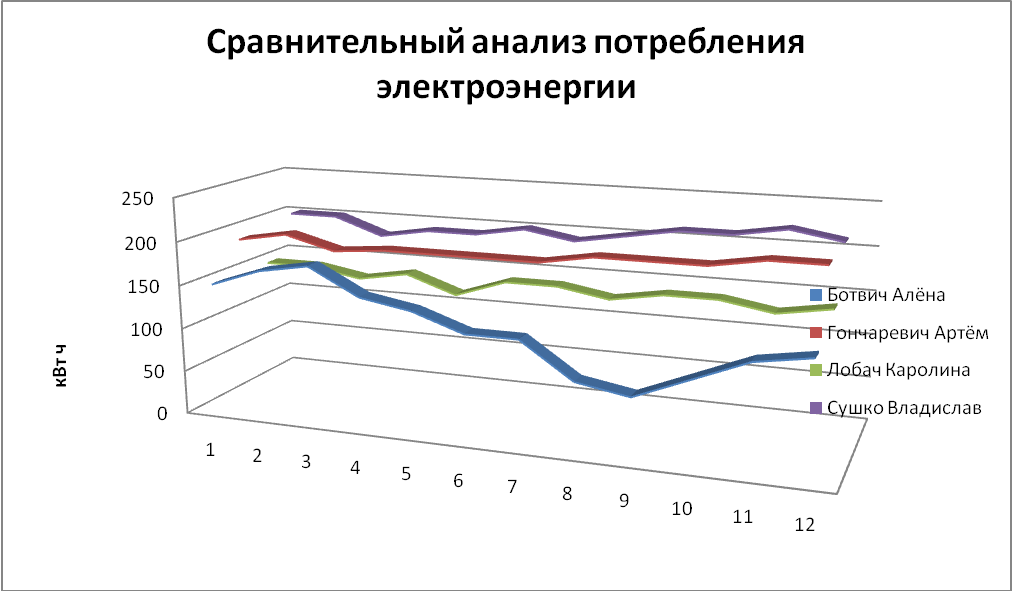 Сравнительный анализ потребления
электроэнергии
250
200
150
100
50
0
кВт ч
1
2
3
4
5
6
7
8
9
10
11
12
Ботвич Алёна
Гончаревич Артём
Лобач Каролина
Сушко Владислав